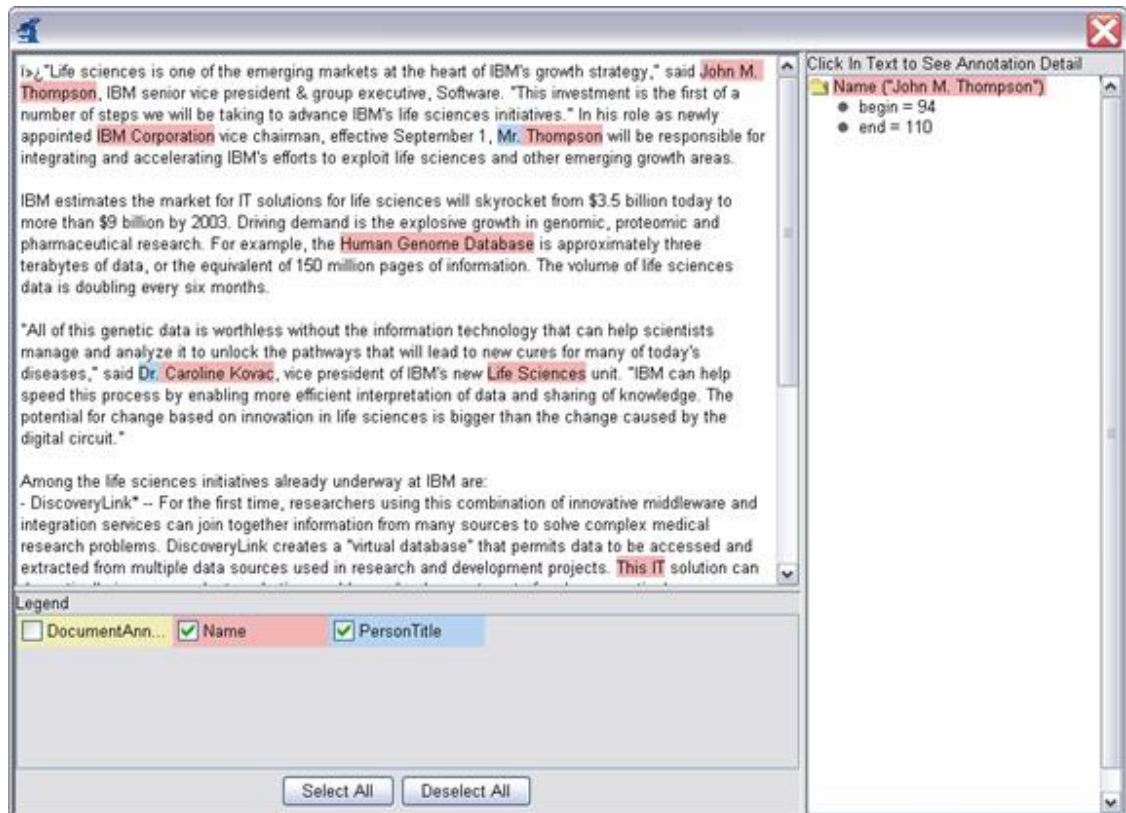 ï»¿"Life sciences is one of the emerging markets at the heart of IBM's growth strategy," said John M.
Thompson, IBM senior vice president & group executive, Software. "This investment is the first of a
number of steps we will be taking to advance IBM's life sciences initiatives." In his role as newly
appointed IBM Corporation vice chairman, effective September 1, Mr. Thompson will be responsible for
integrating and accelerating IBM's efforts to exploit life sciences and other emerging growth areas.
IBM estimates the market for IT solutions for life sciences will skyrocket from $3.5 billion today to
more than $9 billion by 2003. Driving demand is the explosive growth in genomic, proteomic and
pharmaceutical research. For example, the Human Genome Database is approximately three
terabytes of data, or the equivalent of 150 million pages of information. The volume of life sciences
data is doubling every six months.
"All of this genetic data is worthless without the information technology that can help scientists
manage and analyze it to unlock the pathways that will lead to new cures for many of today's
diseases," said Dr. Caroline Kovac, vice president of IBM's new Life Sciences unit. "IBM can help
speed this process by enabling more efficient interpretation of data and sharing of knowledge. The
potential for change based on innovation in life sciences is bigger than the change caused by the
digital circuit."
Among the life sciences initiatives already underway at IBM are:
- DiscoveryLink* -- For the first time, researchers using this combination of innovative middleware and
integration services can join together information from many sources to solve complex medical
research problems. DiscoveryLink creates a "virtual database" that permits data to be accessed and
extracted from multiple data sources used in research and development projects. This IT solution can
Click In Text to See Annotation Detail
Name ("John M. Thompson")
begin = 94
end = 110
Legend
DocumentAnn...
Name
PersonTitle
Select All
Deselect All